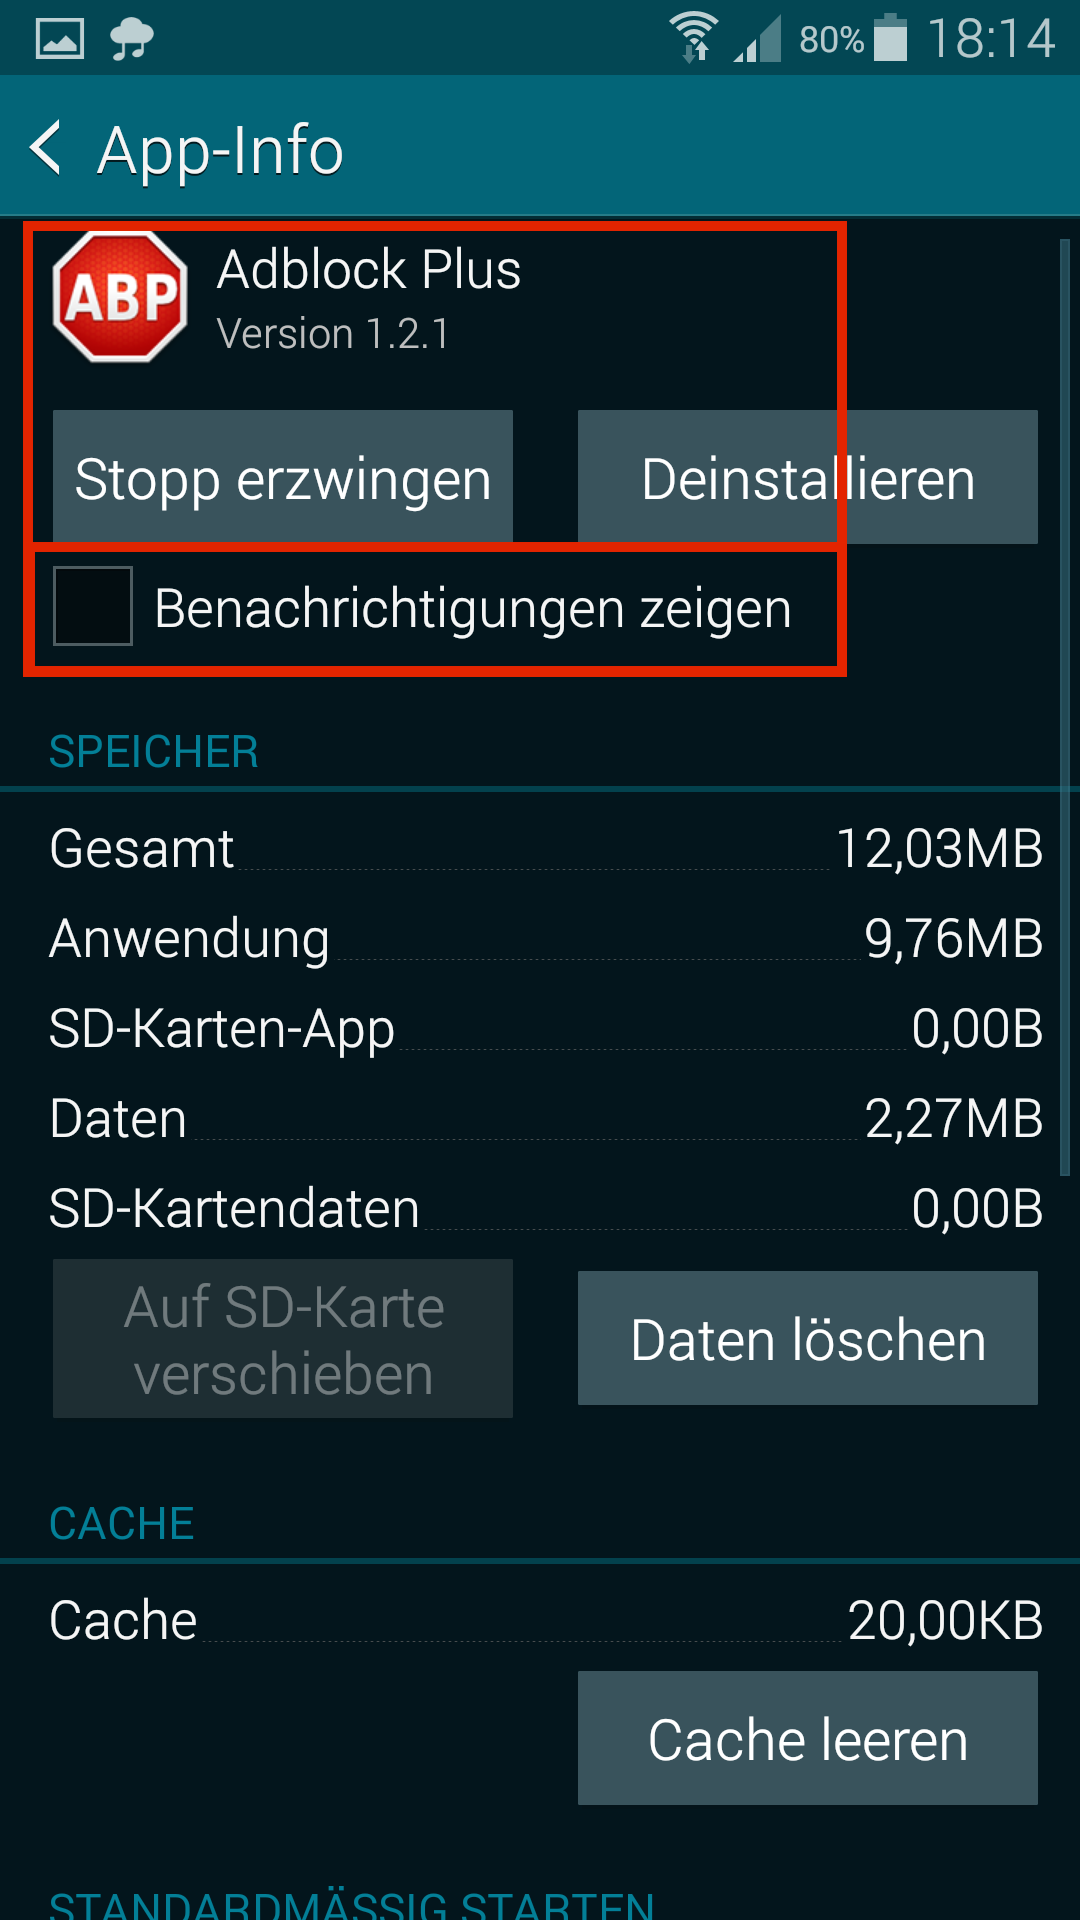 80% 18:14
App-Info
ABP
Adblock Plus
Version 1.2.1
Stopp erzwingen
Deinstallieren
Benachrichtigungen zeigen
SPEICHER
Gesamt 12,03MB
Anwendung 9,76MB
SD-Karten-App 0,00B
Daten 2,27MB
SD-Kartendaten 0,00B
Auf SD-Karte
verschieben
Daten löschen
CACHE
Cache 20,00KB
Cache leeren
STANDARDMÄSSIG STARTEN